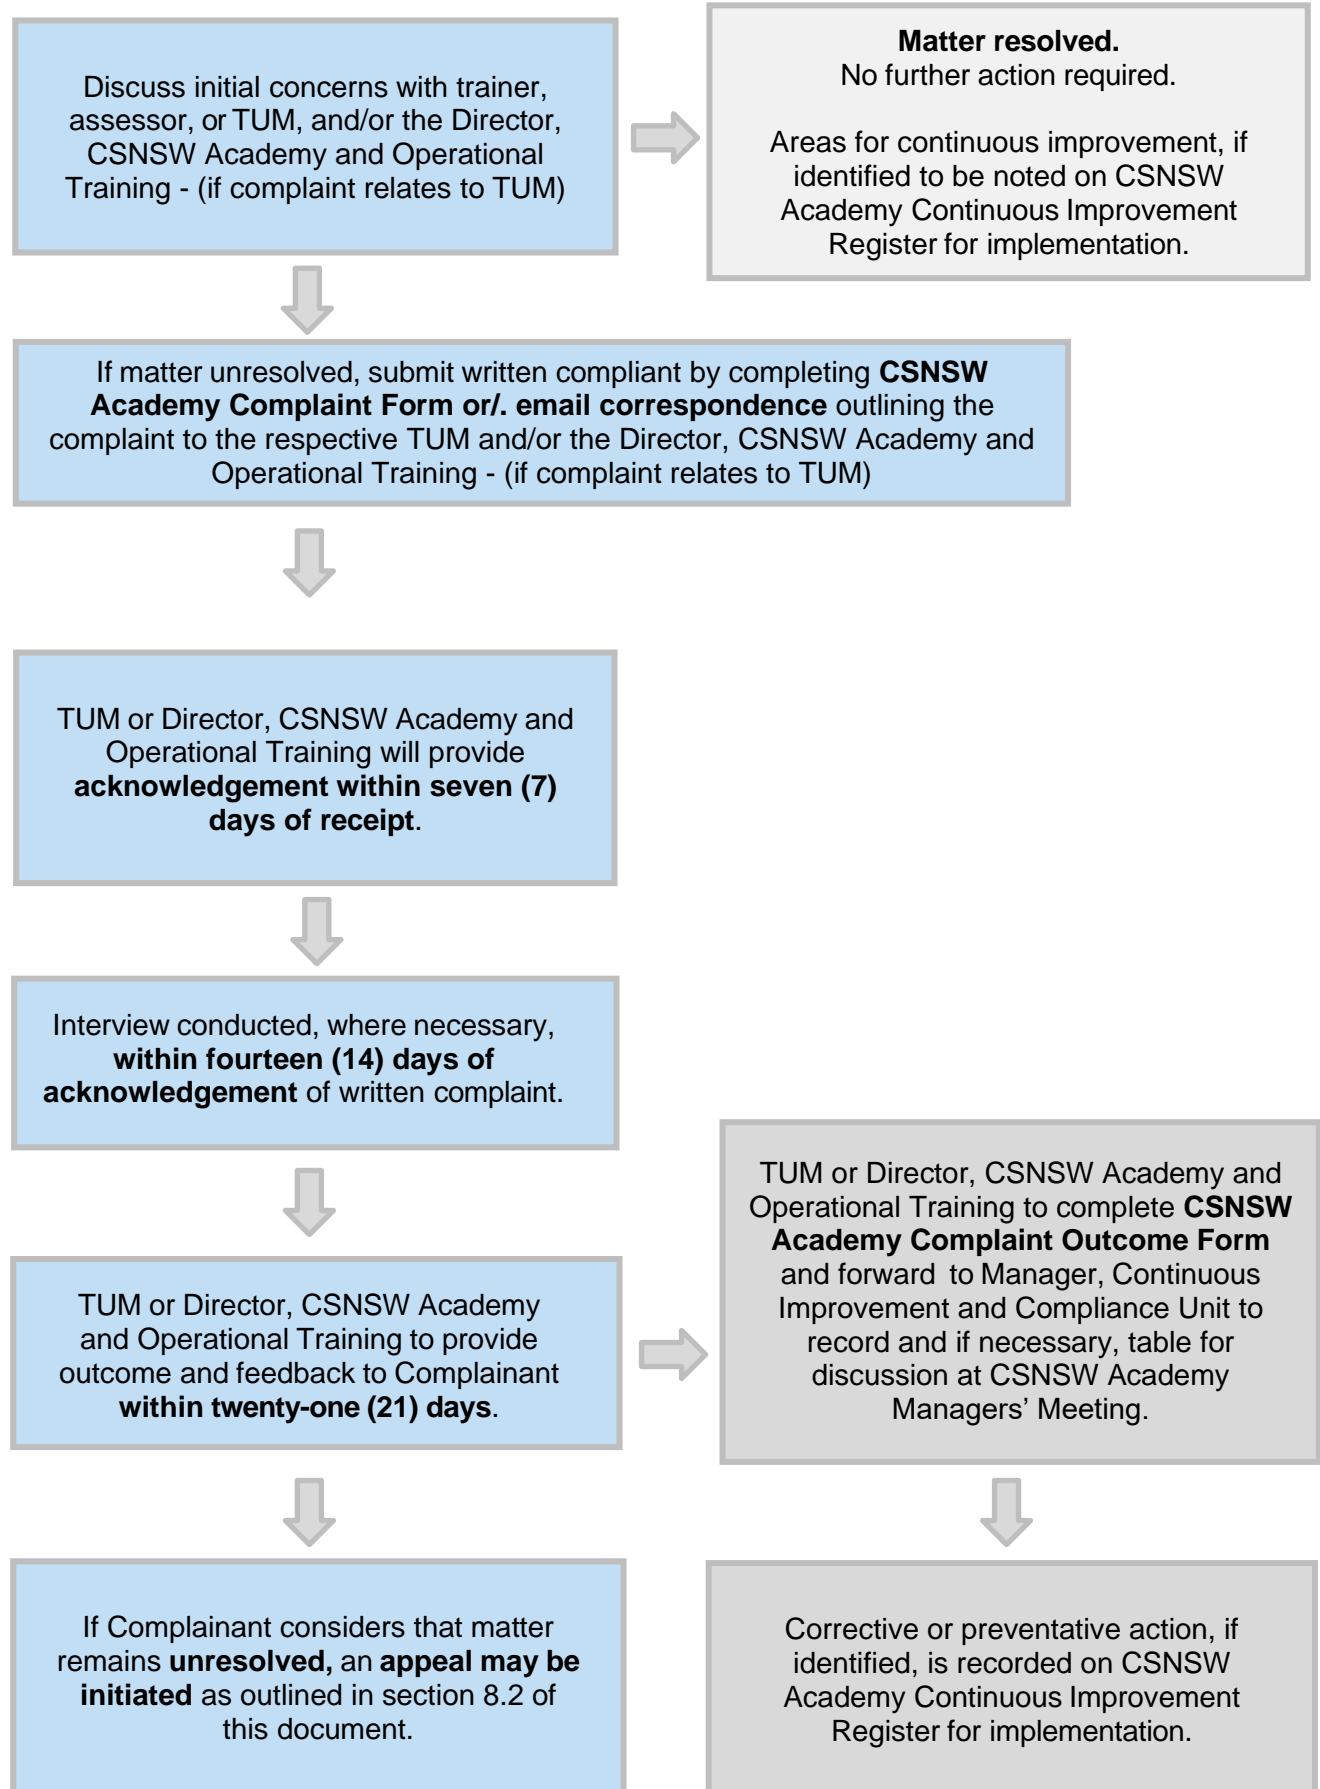 Discuss initial concerns with trainer,
assessor, or TUM, and/or the Director,
CSNSW Academy and Operational
Training - (if complaint relates to TUM)
Matter resolved.
No further action required.
Areas for continuous improvement, if
identified to be noted on CSNSW
Academy Continuous Improvement
Register for implementation.
If matter unresolved, submit written compliant by completing CSNSW
Academy Complaint Form or/. email correspondence outlining the
complaint to the respective TUM and/or the Director, CSNSW Academy and
Operational Training - (if complaint relates to TUM)
TUM or Director, CSNSW Academy and
Operational Training will provide
acknowledgement within seven (7)
days of receipt.
Interview conducted, where necessary,
within fourteen (14) days of
acknowledgement of written complaint.
TUM or Director, CSNSW Academy
and Operational Training to provide
outcome and feedback to Complainant
within twenty-one (21) days.
TUM or Director, CSNSW Academy and
Operational Training to complete CSNSW
Academy Complaint Outcome Form
and forward to Manager, Continuous
Improvement and Compliance Unit to
record and if necessary, table for
discussion at CSNSW Academy
Managers’ Meeting.
If Complainant considers that matter
remains unresolved, an appeal may be
initiated as outlined in section 8.2 of
this document.
Corrective or preventative action, if
identified, is recorded on CSNSW
Academy Continuous Improvement
Register for implementation.